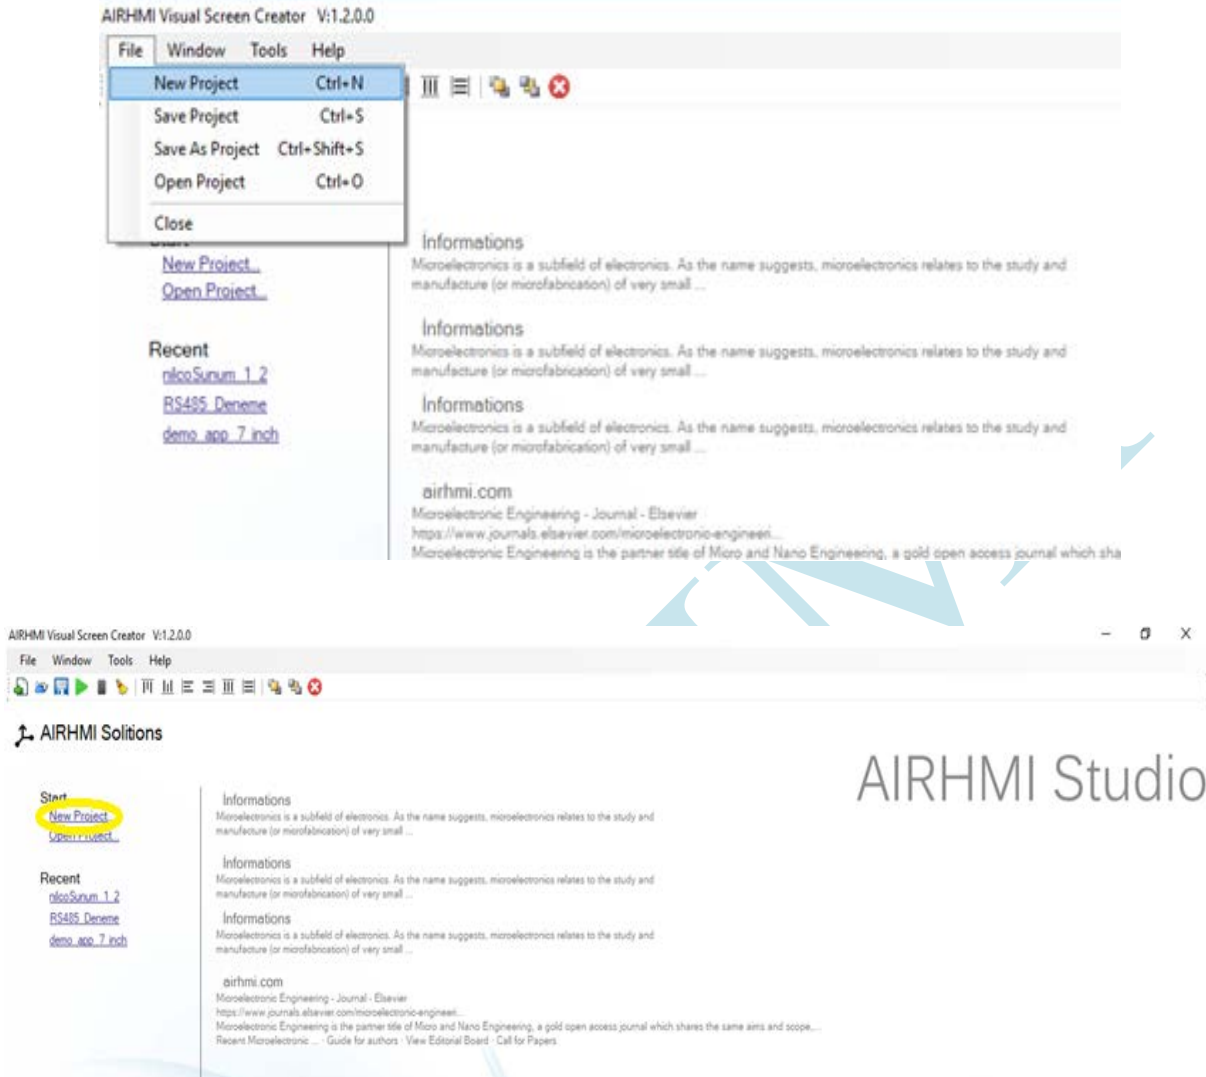 AIRHMI Visual Screen Creator V:1.2.0.0
File Window Tools Help
New Project Ctrl+N
Save Project Ctrl+S
Save As Project Ctrl+Shift+S
Open Project Ctrl+O
Close
Start
New Project...
Open Project...
Recent
nilcoSunum_1_2
RS485_Deneme
demo_app_7_inch
Informations
Microelectronics is a subfield of electronics. As the name suggests, microelectronics relates to the study and
manufacture (or microfabrication) of very small ...
Informations
Microelectronics is a subfield of electronics. As the name suggests, microelectronics relates to the study and
manufacture (or microfabrication) of very small ...
Informations
Microelectronics is a subfield of electronics. As the name suggests, microelectronics relates to the study and
manufacture (or microfabrication) of very small ...
airhmi.com
Microelectronic Engineering - Journal - Elsevier
https://www.journals.elsevier.com/microelectronic-engineeri...
Microelectronic Engineering is the partner title of Micro and Nano Engineering, a gold open access journal which sha
AIRHMI Visual Screen Creator V:1.2.0.0
File Window Tools Help
AIRHMI Solitions
AIRHMI Studio
Start
New Project...
Open Project...
Recent
nilcoSunum_1_2
RS485_Deneme
demo_app_7_inch
Informations
Microelectronics is a subfield of electronics. As the name suggests, microelectronics relates to the study and
manufacture (or microfabrication) of very small ...
Informations
Microelectronics is a subfield of electronics. As the name suggests, microelectronics relates to the study and
manufacture (or microfabrication) of very small ...
Informations
Microelectronics is a subfield of electronics. As the name suggests, microelectronics relates to the study and
manufacture (or microfabrication) of very small ...
airhmi.com
Microelectronic Engineering - Journal - Elsevier
https://www.journals.elsevier.com/microelectronic-engineeri...
Microelectronic Engineering is the partner title of Micro and Nano Engineering, a gold open access journal which shares the same aims and scope,...
Recent Microelectronic ... · Guide for authors · View Editorial Board · Call for Papers